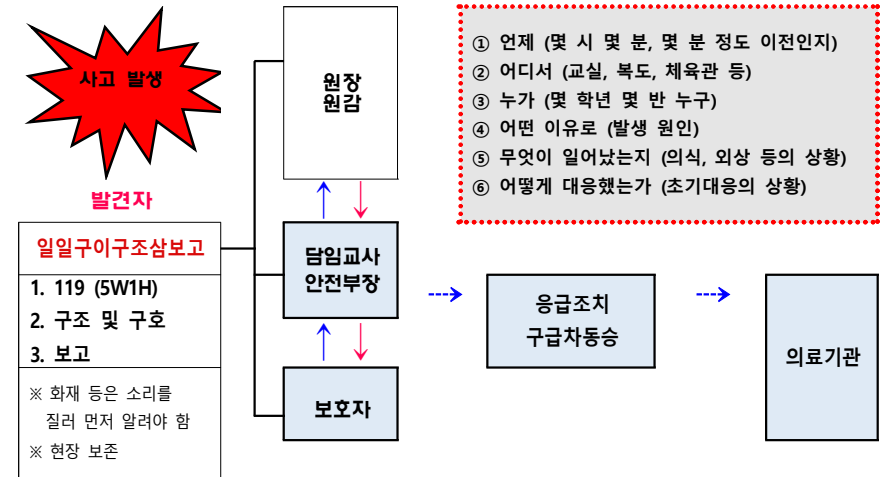 사고 발생
발견자
일일구이구조삼보고
1. 119 (5W1H)
2. 구조 및 구호
3. 보고
※ 화재 등은 소리를
질러 먼저 알려야 함
※ 현장 보존
원장
원감
담임교사
안전부장
보호자
① 언제 (몇 시 몇 분, 몇 분 정도 이전인지)
② 어디서 (교실, 복도, 체육관 등)
③ 누가 (몇 학년 몇 반 누구)
④ 어떤 이유로 (발생 원인)
⑤ 무엇이 일어났는지 (의식, 외상 등의 상황)
⑥ 어떻게 대응했는가 (초기대응의 상황)
응급조치
구급차동승
의료기관